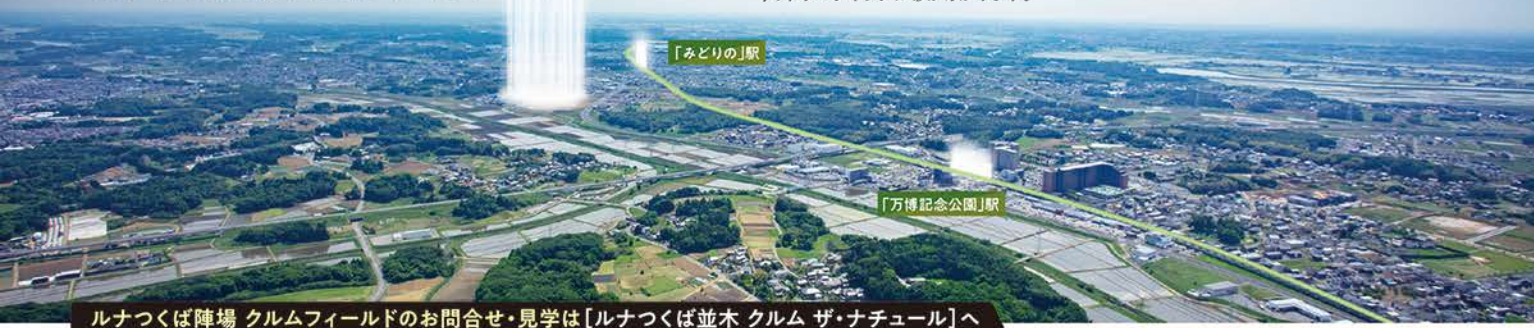 「みどりの」駅
「万博記念公園」駅
ルナつくば陣場 クルムフィールドのお問合せ・見学は[ルナつくば並木 クルム ザ・ナチュール]へ